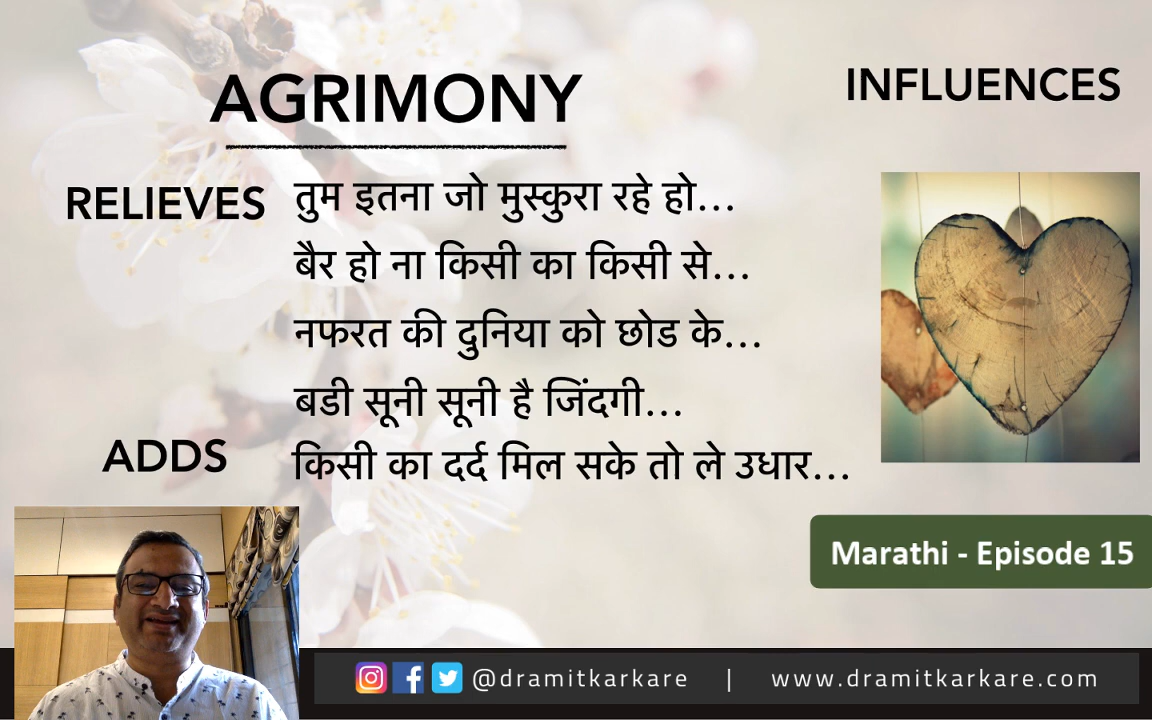 AGRIMONY
INFLUENCES
RELIEVES
तुम इतना जो मुस्कुरा रहे हो...
बैर हो ना किसी का किसी से...
नफरत की दुनिया को छोड के...
बडी सूनी सूनी है जिंदगी...
ADDS
किसी का दर्द मिल सके तो ले उधार...
Marathi - Episode 15
@dramitkarkare | www.dramitkarkare.com